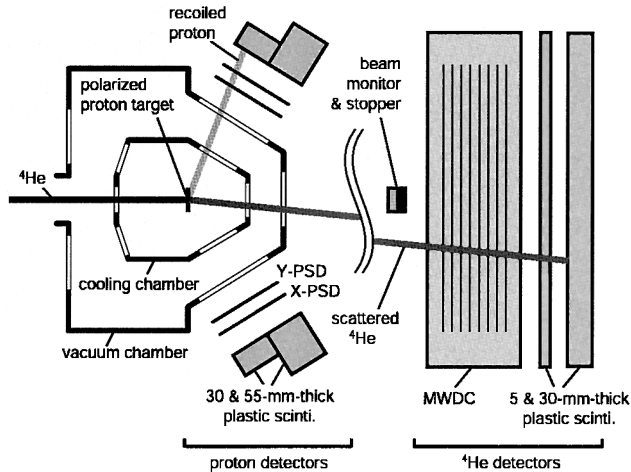 recoiled
proton
polarized
proton target
beam
monitor
& stopper
⁴He
cooling chamber
vacuum chamber
Y-PSD
X-PSD
scattered
⁴He
30 & 55-mm-thick
plastic scinti.
MWDC
5 & 30-mm-thick
plastic scinti.
proton detectors
⁴He detectors